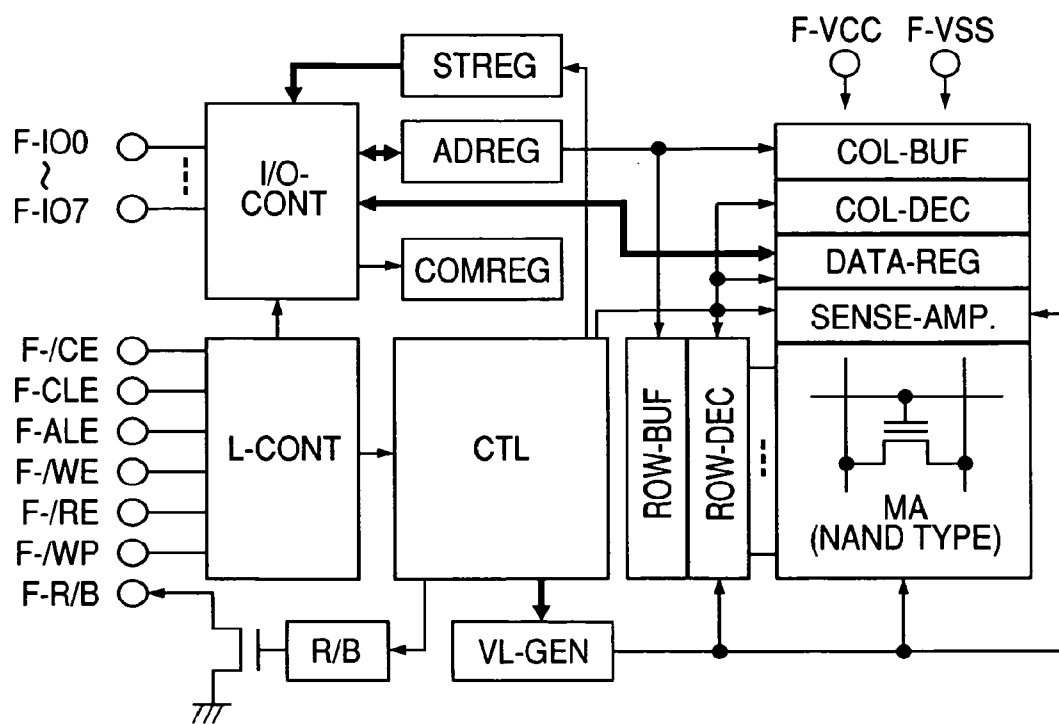 F-VCC F-VSS
STREG
F-IO0
~
F-IO7
I/O-
CONT
ADREG
COMREG
COL-BUF
COL-DEC
DATA-REG
SENSE-AMP.
F-/CE
F-CLE
F-ALE
F-/WE
F-/RE
F-/WP
F-R/B
L-CONT
CTL
ROW-BUF
ROW-DEC
MA
(NAND TYPE)
R/B
VL-GEN